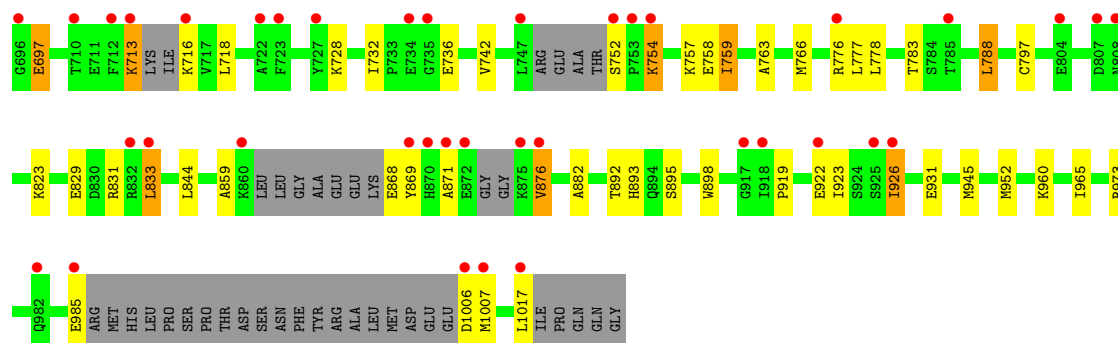 G696 E697 T710 E711 F712 K713 LYS ILE K716 V717 L718 A722 F723 Y727 K728 I732 P733 E734 G735 E736 V742 L747 ARG GLU ALA THR S752 P753 K754 K757 E758 I759 A763 M766 R776 L777 L778 T783 S784 T785 L788 C797 E804 D807
K823 E829 D830 R831 R832 L833 L844 A859 K860 LEU LEU GLY ALA GLU GLU LYS E868 Y869 H870 A871 E872 GLY GLY K875 V876 A882 T892 H893 Q894 S895 W898 G917 I918 P919 E922 I923 S924 S925 I926 E931 M945 M952 K960 I965
Q982 E985 ARG MET HIS LEU PRO SER PRO THR ASP SER ASN PHE TYR ARG ALA LEU MET ASP GLU GLU D1006 M1007 L1017 ILE PRO GLN GLN GLY